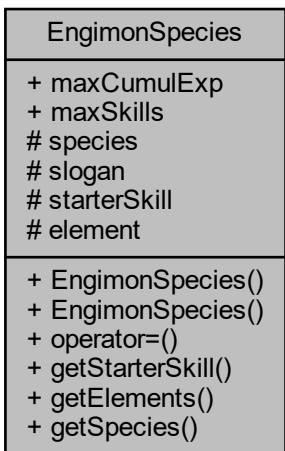 EngimonSpecies
+ maxCumulExp
+ maxSkills
# species
# slogan
# starterSkill
# element
+ EngimonSpecies()
+ EngimonSpecies()
+ operator=()
+ getStarterSkill()
+ getElements()
+ getSpecies()